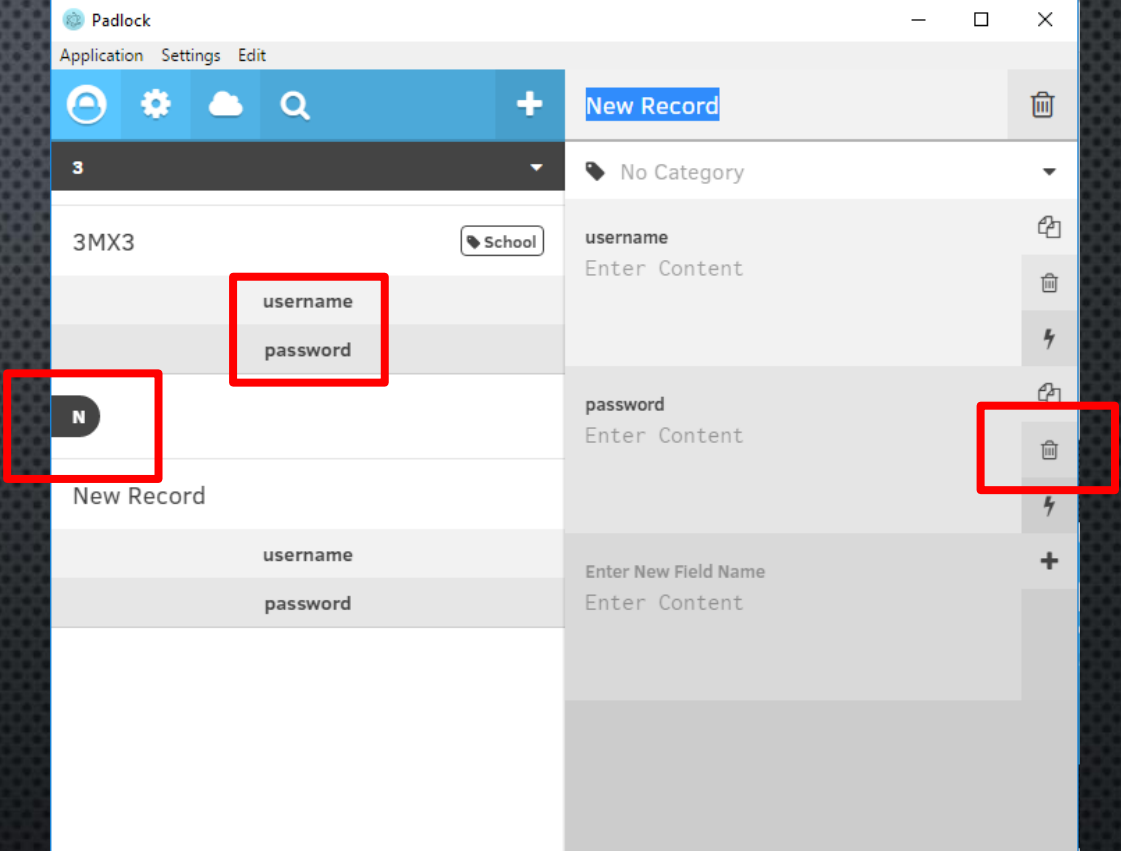 Padlock
Application Settings Edit
3
3MX3
School
username
password
N
New Record
username
password
New Record
No Category
username
Enter Content
password
Enter Content
Enter New Field Name
Enter Content